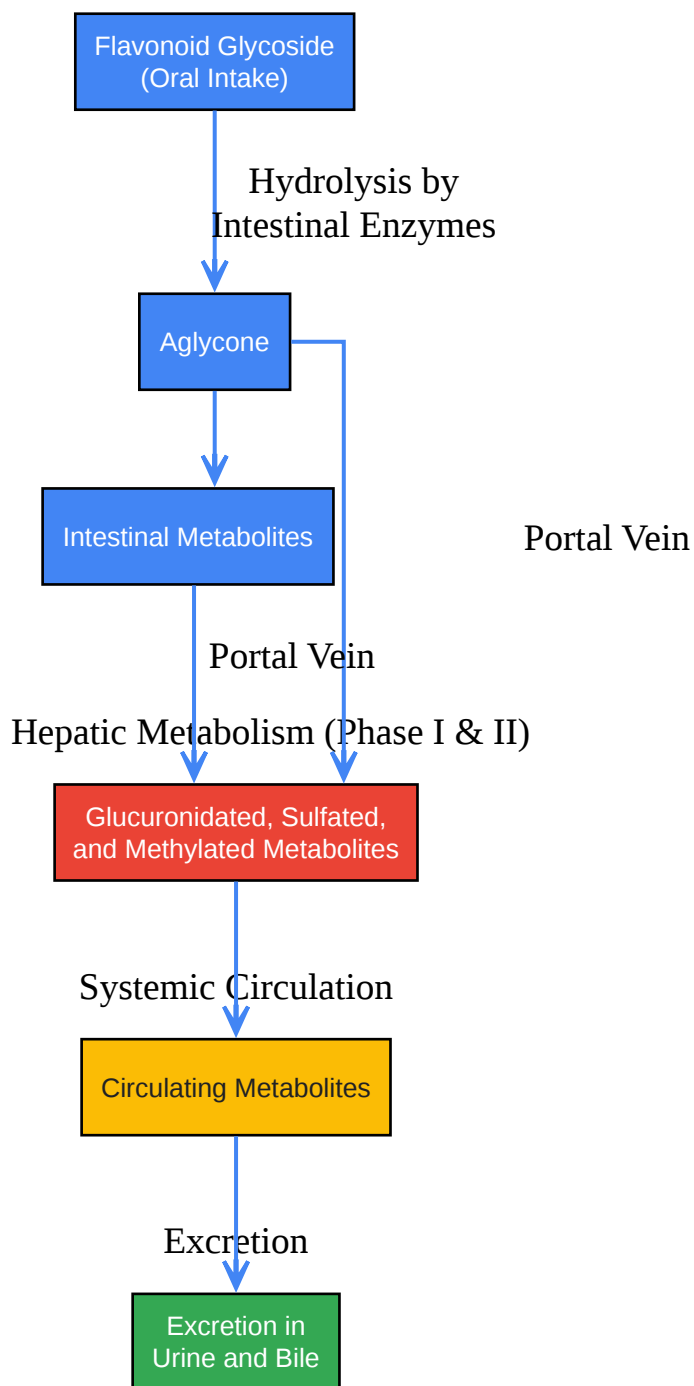 Flavonoid Glycoside
(Oral Intake)
Hydrolysis by
Intestinal Enzymes
Aglycone
Intestinal Metabolites
Portal Vein
Portal Vein
Hepatic Metabolism (Phase I & II)
Glucuronidated, Sulfated,
and Methylated Metabolites
Systemic Circulation
Circulating Metabolites
Excretion
Excretion in
Urine and Bile